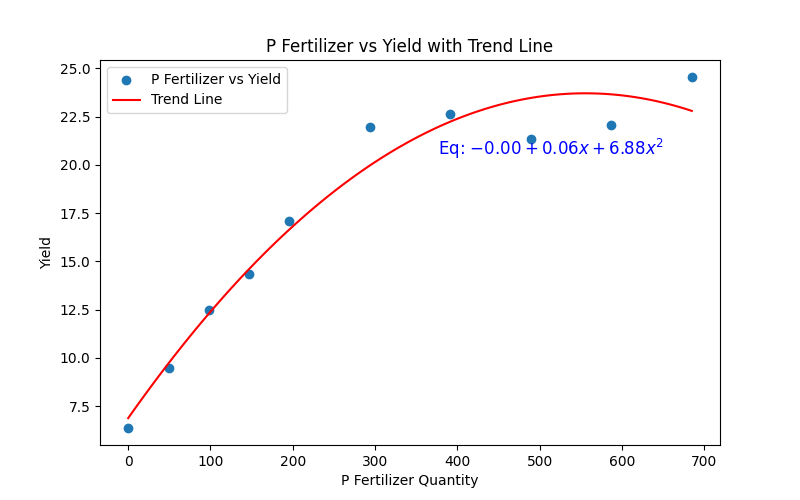 P Fertilizer vs Yield with Trend Line
25.0
22.5
20.0
17.5
15.0
12.5
10.0
7.5
Yield
P Fertilizer vs Yield
Trend Line
Eq: −0.00 + 0.06x + 6.88x²
0 100 200 300 400 500 600 700
P Fertilizer Quantity